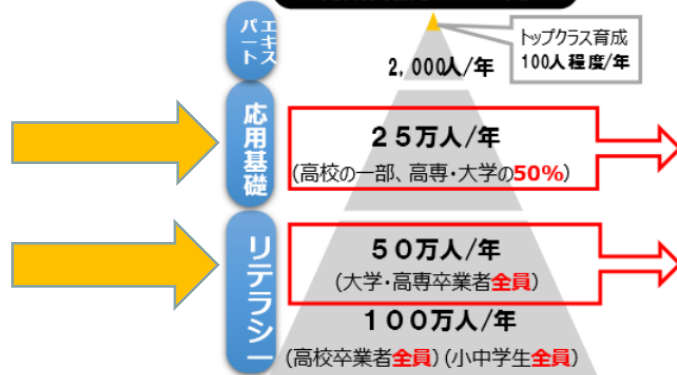 エキスパート
トップクラス育成
100人程度/年
2,000人/年
応用基礎
25万人/年
(高校の一部、高専・大学の50%)
リテラシー
50万人/年
(大学・高専卒業者全員)
100万人/年
(高校卒業者全員)(小中学生全員)